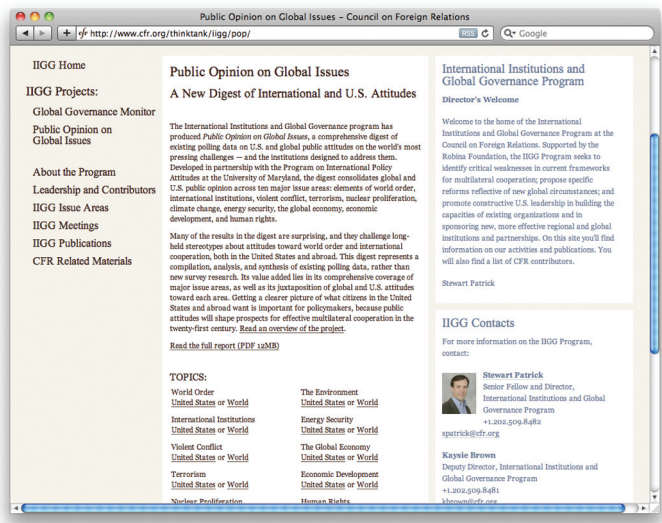 Public Opinion on Global Issues – Council on Foreign Relations
http://www.cfr.org/thinktank/iigg/pop/
RSS
Google
IIGG Home
IIGG Projects:
Global Governance Monitor
Public Opinion on
Global Issues
About the Program
Leadership and Contributors
IIGG Issue Areas
IIGG Meetings
IIGG Publications
CFR Related Materials
Public Opinion on Global Issues
A New Digest of International and U.S. Attitudes
The International Institutions and Global Governance program has
produced Public Opinion on Global Issues, a comprehensive digest of
existing polling data on U.S. and global public attitudes on the world's most
pressing challenges — and the institutions designed to address them.
Developed in partnership with the Program on International Policy
Attitudes at the University of Maryland, the digest consolidates global and
U.S. public opinion across ten major issue areas: elements of world order,
international institutions, violent conflict, terrorism, nuclear proliferation,
climate change, energy security, the global economy, economic
development, and human rights.
Many of the results in the digest are surprising, and they challenge long-
held stereotypes about attitudes toward world order and international
cooperation, both in the United States and abroad. This digest represents a
compilation, analysis, and synthesis of existing polling data, rather than
new survey research. Its value added lies in its comprehensive coverage of
major issue areas, as well as its juxtaposition of global and U.S. attitudes
toward each area. Getting a clearer picture of what citizens in the United
States and abroad want is important for policymakers, because public
attitudes will shape prospects for effective multilateral cooperation in the
twenty-first century. Read an overview of the project.
Read the full report (PDF 12MB)
TOPICS:
World Order
United States or World
International Institutions
United States or World
Violent Conflict
United States or World
Terrorism
United States or World
Nuclear Proliferation
The Environment
United States or World
Energy Security
United States or World
The Global Economy
United States or World
Economic Development
United States or World
Human Rights
International Institutions and
Global Governance Program
Director's Welcome
Welcome to the home of the International
Institutions and Global Governance Program at the
Council on Foreign Relations. Supported by the
Robina Foundation, the IIGG Program seeks to
identify critical weaknesses in current frameworks
for multilateral cooperation; propose specific
reforms reflective of new global circumstances; and
promote constructive U.S. leadership in building the
capacities of existing organizations and in
sponsoring new, more effective regional and global
institutions and partnerships. On this site you'll find
information on our activities and publications. You
will also find a list of CFR contributors.
Stewart Patrick
IIGG Contacts
For more information on the IIGG Program,
contact:
Stewart Patrick
Senior Fellow and Director,
International Institutions and Global
Governance Program
+1.202.509.8482
spatrick@cfr.org
Kaysie Brown
Deputy Director, International Institutions and
Global Governance Program
+1.202.509.8481
kbrown@cfr.org